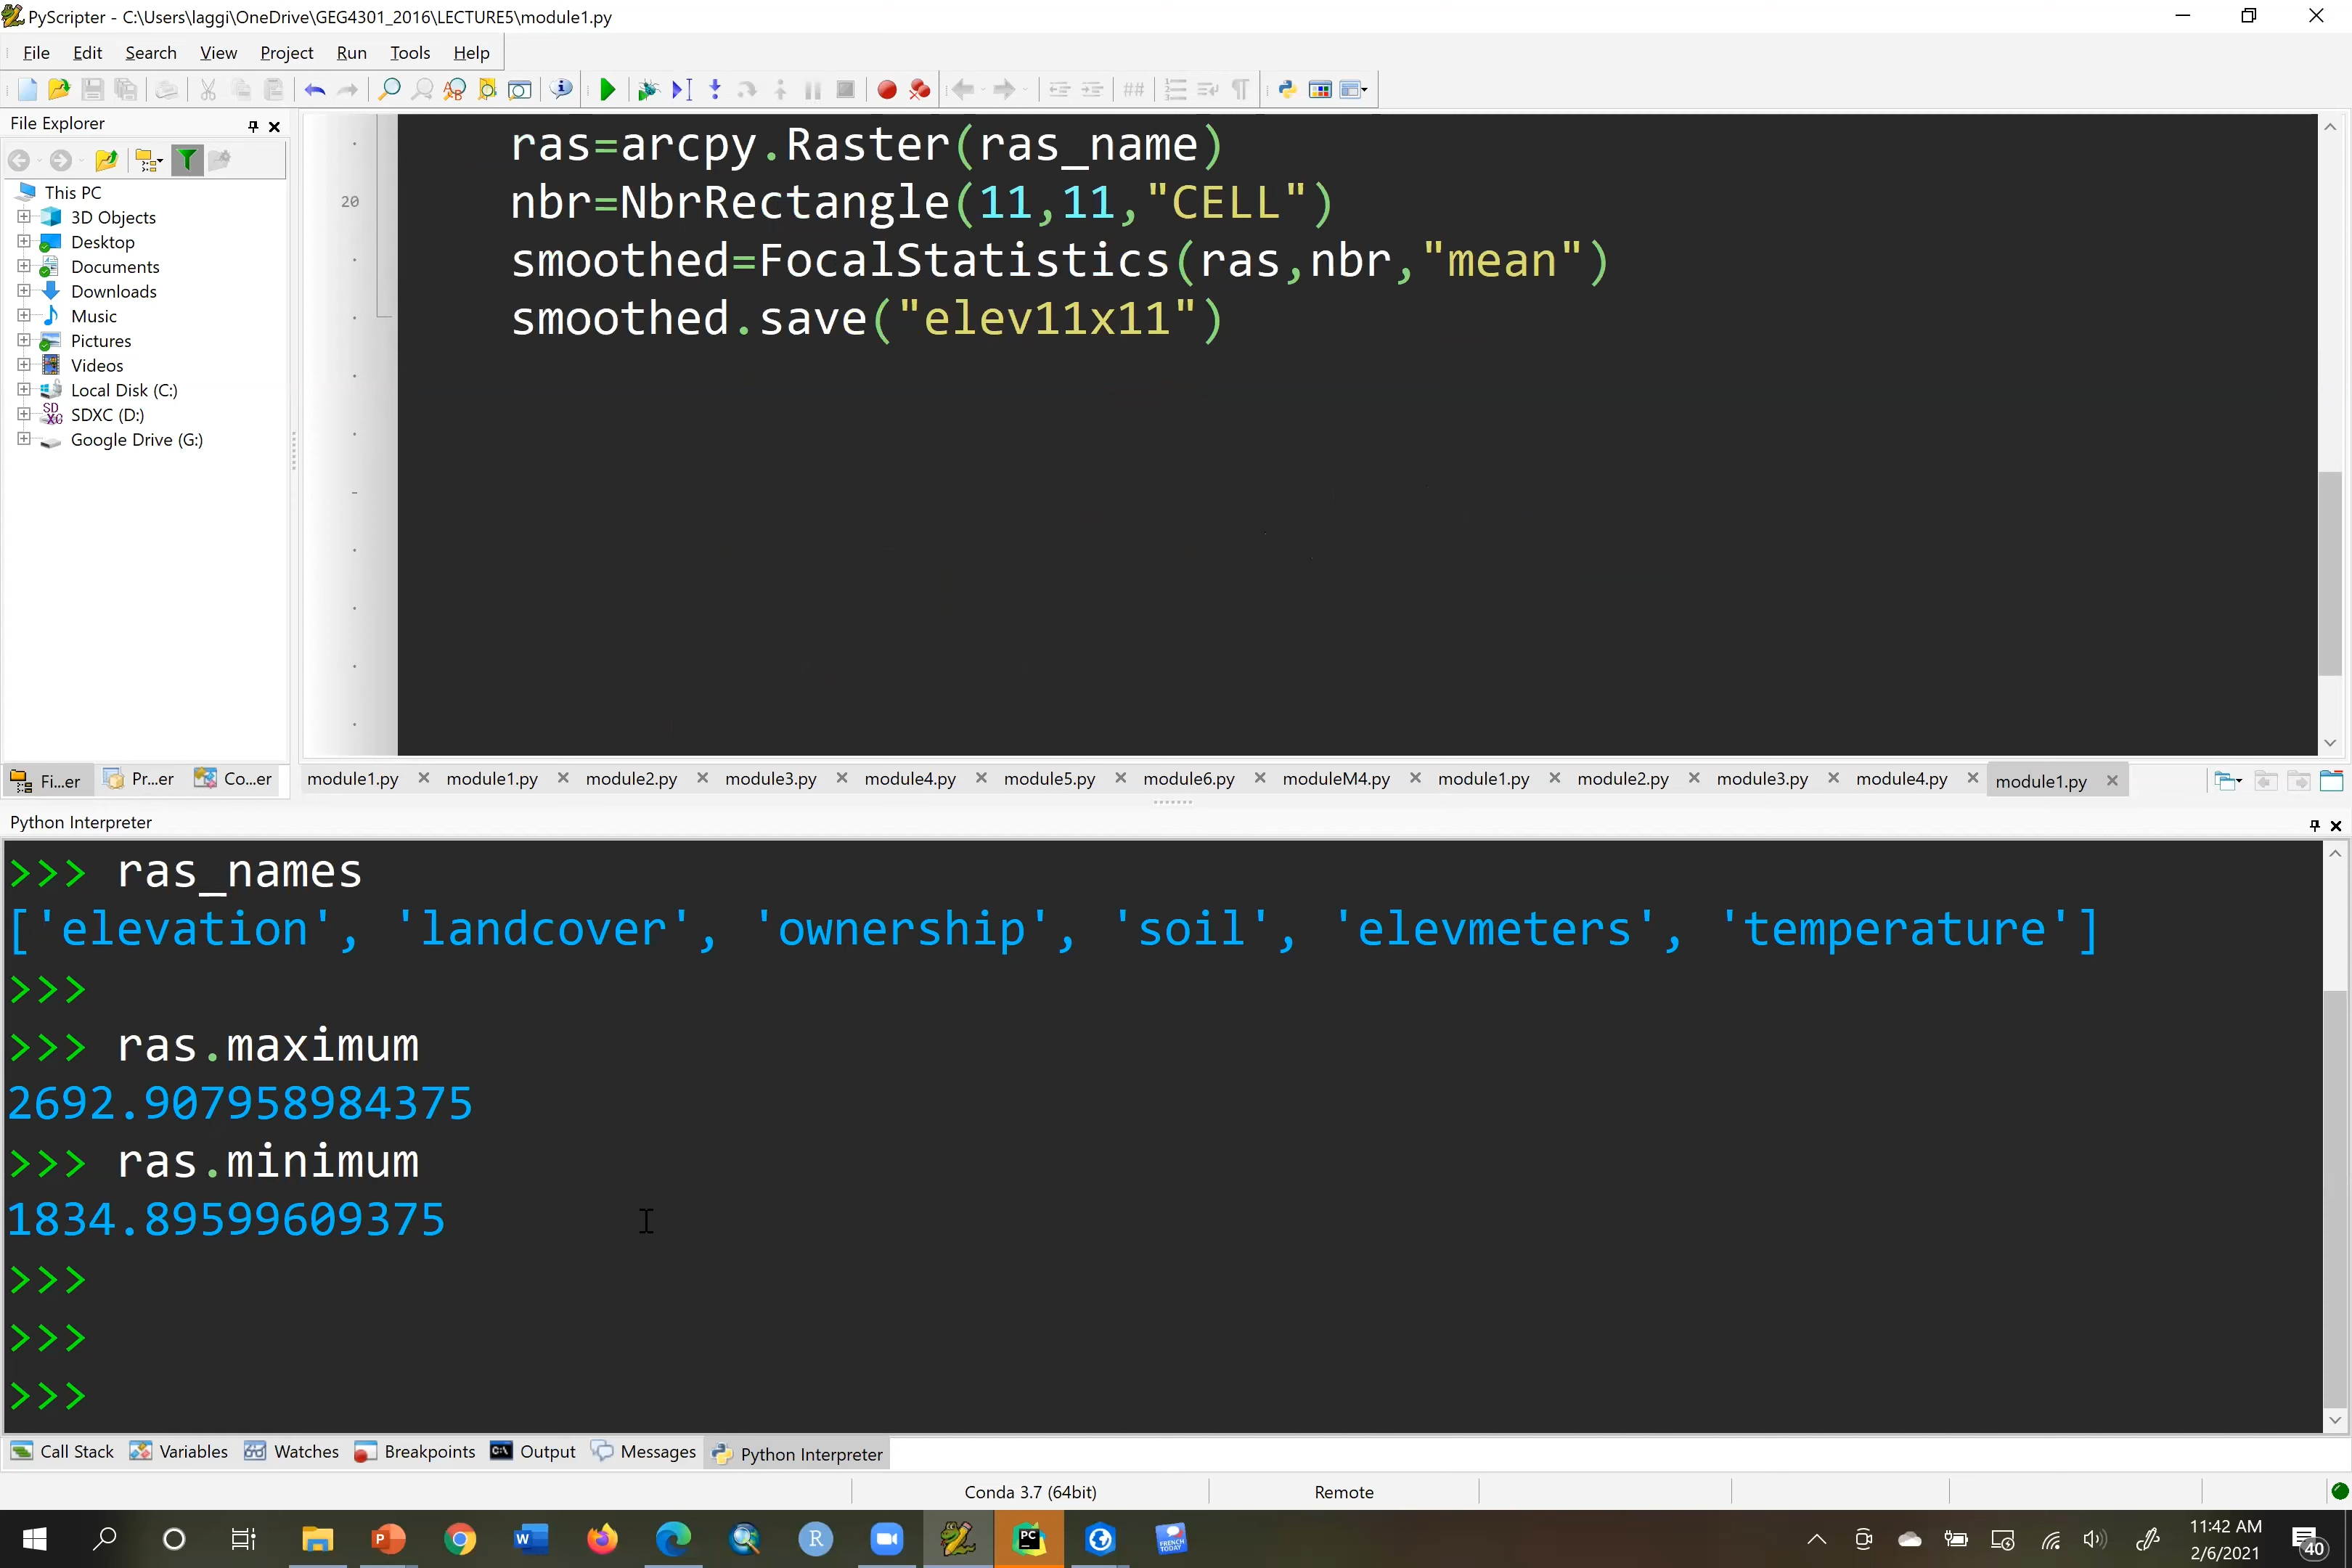 PyScripter - C:\Users\laggi\OneDrive\GEG4301_2016\LECTURE5\module1.py
File Edit Search View Project Run Tools Help
File Explorer
This PC
3D Objects
Desktop
Documents
Downloads
Music
Pictures
Videos
Local Disk (C:)
SDXC (D:)
Google Drive (G:)
Fi...er Pr...er Co...er
ras=arcpy.Raster(ras_name)
20 nbr=NbrRectangle(11,11,"CELL")
smoothed=FocalStatistics(ras,nbr,"mean")
smoothed.save("elev11x11")
module1.py module1.py module2.py module3.py module4.py module5.py module6.py moduleM4.py module1.py module2.py module3.py module4.py module1.py
Python Interpreter
>>> ras_names
['elevation', 'landcover', 'ownership', 'soil', 'elevmeters', 'temperature']
>>>
>>> ras.maximum
2692.907958984375
>>> ras.minimum
1834.89599609375
>>>
>>>
>>>
Call Stack Variables Watches Breakpoints Output Messages Python Interpreter
Conda 3.7 (64bit) Remote
11:42 AM
2/6/2021
40